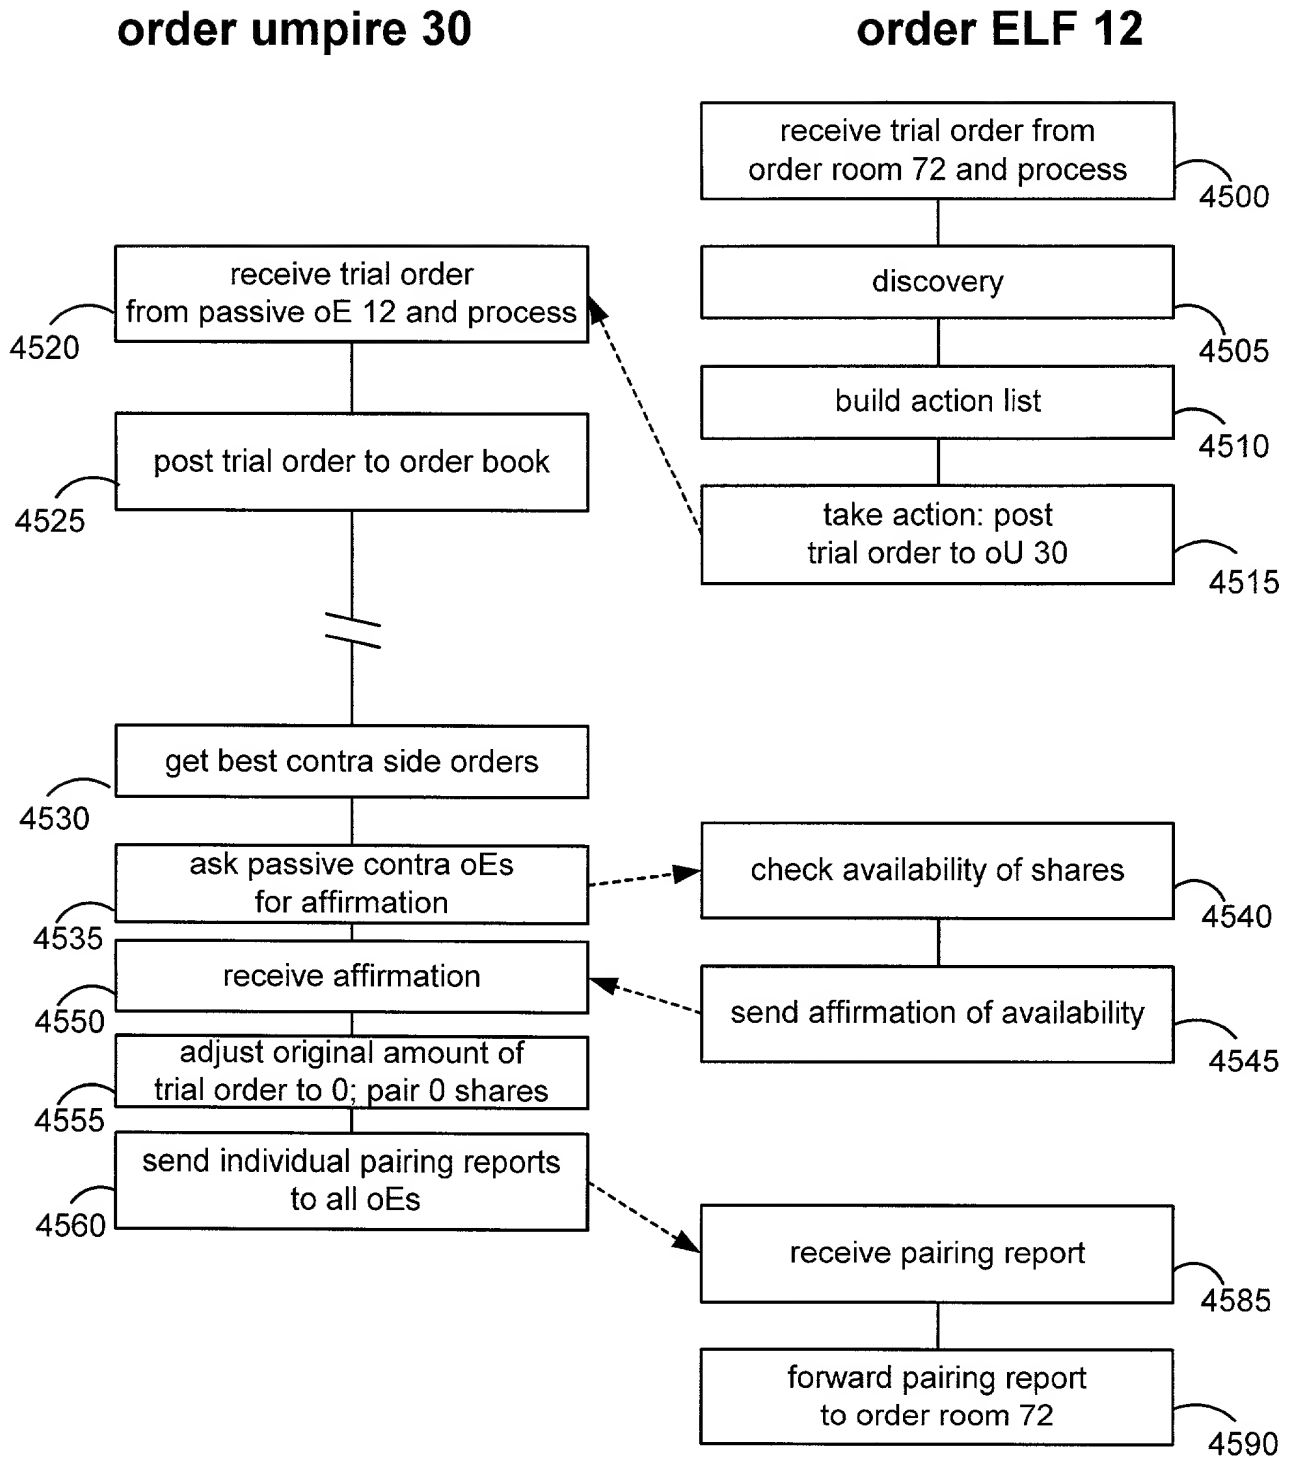 order umpire 30
order ELF 12
receive trial order from
order room 72 and process
4500
receive trial order
from passive oE 12 and process
4520
discovery
4505
build action list
4510
post trial order to order book
4525
take action: post
trial order to oU 30
4515
get best contra side orders
4530
ask passive contra oEs
for affirmation
4535
check availability of shares
4540
receive affirmation
4550
send affirmation of availability
4545
adjust original amount of
trial order to 0; pair 0 shares
4555
send individual pairing reports
to all oEs
4560
receive pairing report
4585
forward pairing report
to order room 72
4590